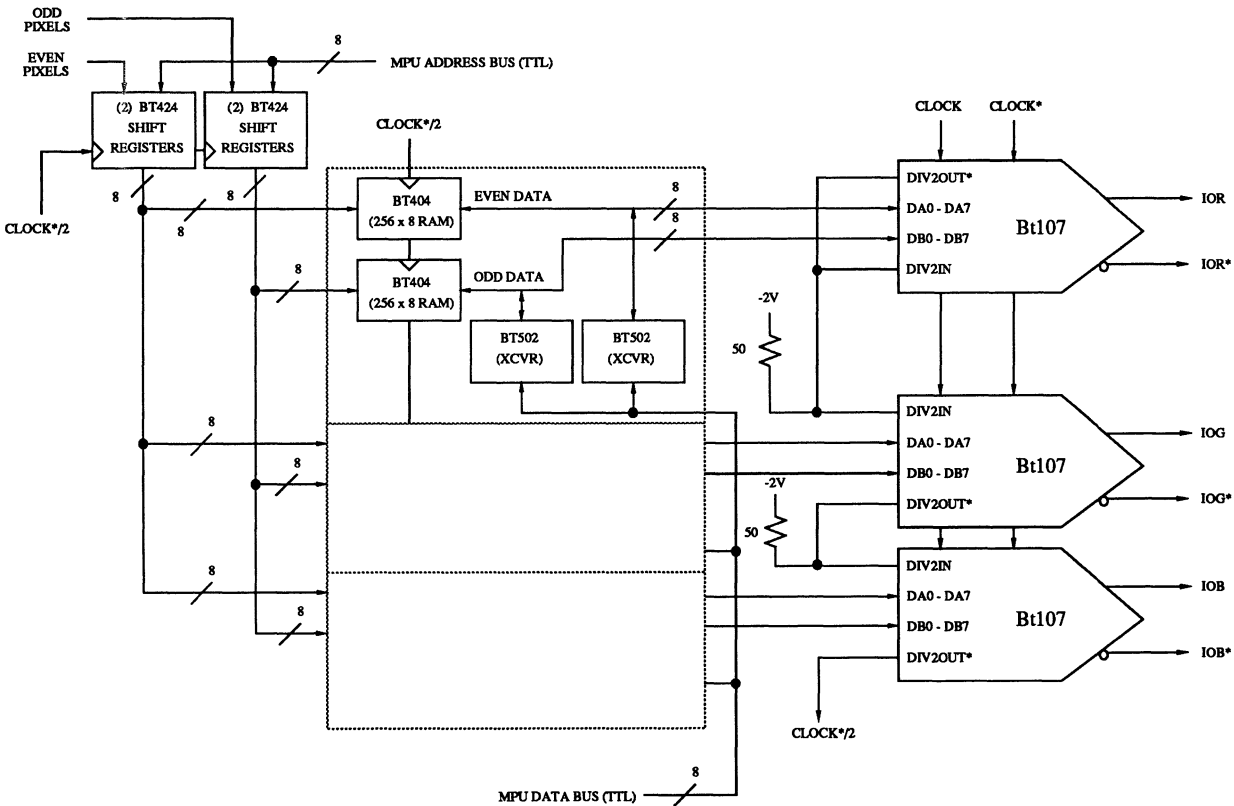 ODD
PIXELS
8
EVEN
PIXELS
MPU ADDRESS BUS (TTL)
(2) BT424
SHIFT
REGISTERS
(2) BT424
SHIFT
REGISTERS
CLOCK*/2
CLOCK
CLOCK*
8
8
8
CLOCK*/2
BT404
(256 x 8 RAM)
EVEN DATA
8
8
DIV2OUT*
DA0 - DA7
DB0 - DB7
DIV2IN
Bt107
IOR
IOR*
8
BT404
(256 x 8 RAM)
ODD DATA
BT502
(XCVR)
BT502
(XCVR)
-2V
50
8
8
DIV2IN
DA0 - DA7
DB0 - DB7
DIV2OUT*
Bt107
IOG
IOG*
-2V
50
8
8
DIV2IN
DA0 - DA7
DB0 - DB7
DIV2OUT*
Bt107
IOB
IOB*
CLOCK*/2
8
MPU DATA BUS (TTL)